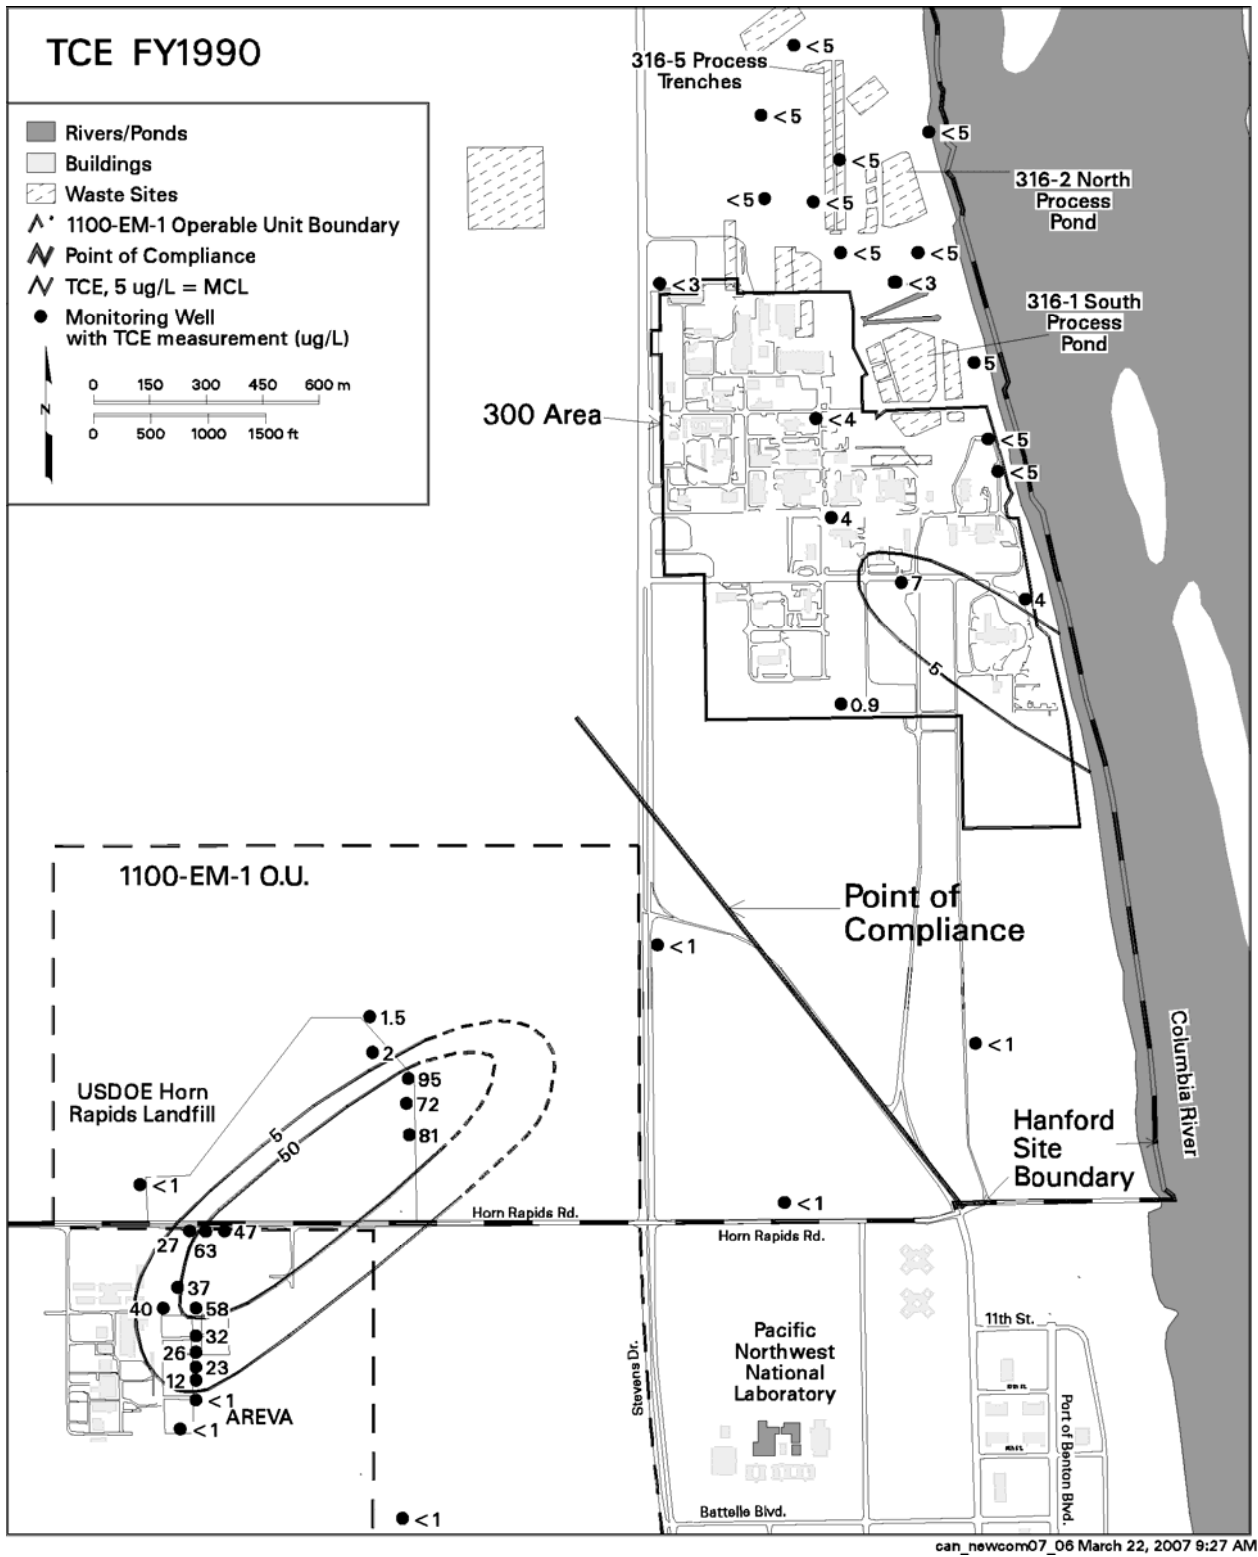 TCE FY1990
Rivers/Ponds
Buildings
Waste Sites
1100-EM-1 Operable Unit Boundary
Point of Compliance
TCE, 5 ug/L = MCL
Monitoring Well
with TCE measurement (ug/L)
N
0 150 300 450 600 m
0 500 1000 1500 ft
<5
316-5 Process
Trenches
<5
<5
<5
316-2 North
Process
Pond
<5
<5
<5
<5
<3
<3
316-1 South
Process
Pond
5
300 Area
<4
<5
<5
4
7
4
5
0.9
1100-EM-1 O.U.
Point of
Compliance
<1
1.5
2
<1
95
72
81
USDOE Horn
Rapids Landfill
5
50
<1
Columbia River
Hanford
Site
Boundary
<1
Horn Rapids Rd.
Horn Rapids Rd.
27
63
47
37
40
58
32
26
23
12
<1
AREVA
<1
<1
Stevens Dr.
Pacific
Northwest
National
Laboratory
11th St.
Port of Benton Blvd.
Battelle Blvd.
can_newcom07_06 March 22, 2007 9:27 AM